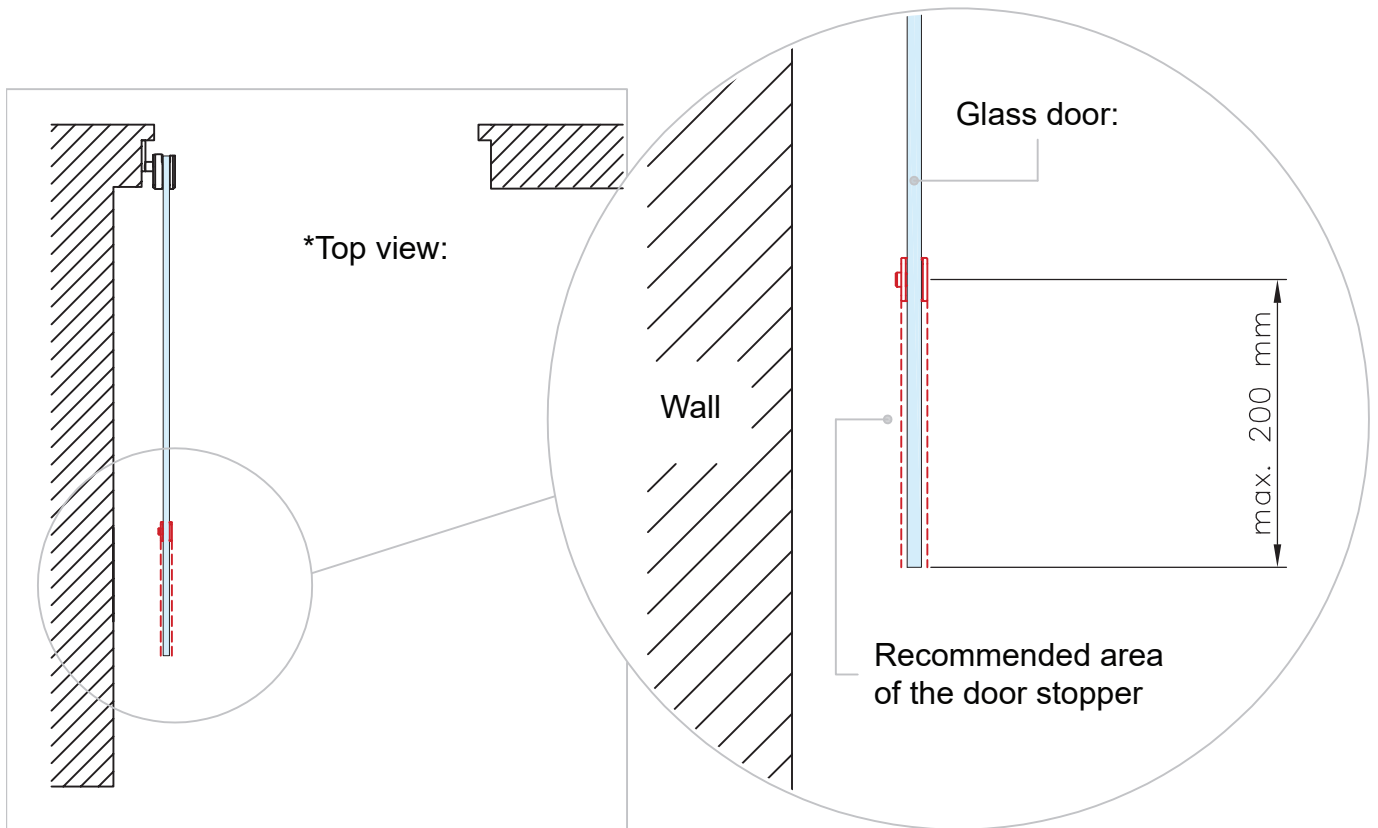 Glass door:
*Top view:
max. 200 mm
Wall
Recommended area
of the door stopper